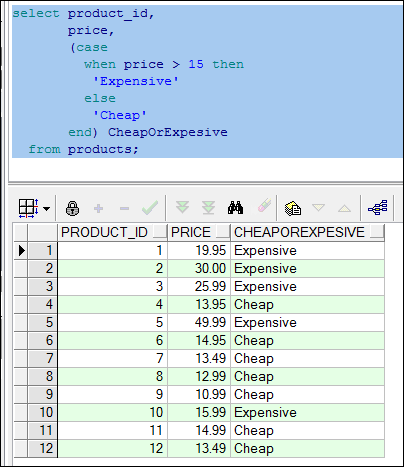 select product_id,
price,
(case
when price > 15 then
'Expensive'
else
'Cheap'
end) CheapOrExpesive
from products;
PRODUCT_ID PRICE CHEAPOREXPESIVE
1 1 19.95 Expensive
2 2 30.00 Expensive
3 3 25.99 Expensive
4 4 13.95 Cheap
5 5 49.99 Expensive
6 6 14.95 Cheap
7 7 13.49 Cheap
8 8 12.99 Cheap
9 9 10.99 Cheap
10 10 15.99 Expensive
11 11 14.99 Cheap
12 12 13.49 Cheap